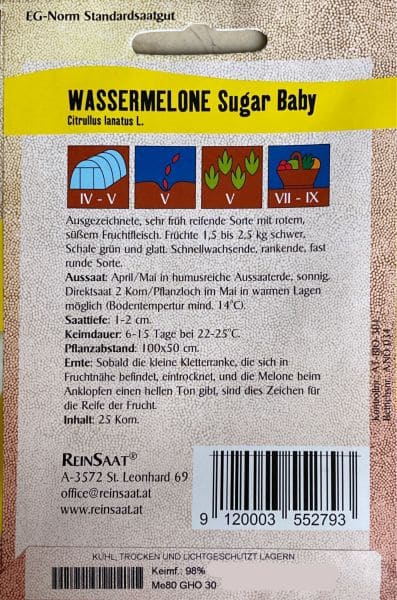 EG-Norm Standardsaatgut
WASSERMELONE Sugar Baby
Citrullus lanatus L.
IV - V
V
V
VII - IX
Ausgezeichnete, sehr früh reifende Sorte mit rotem,
süßem Fruchtfleisch. Früchte 1,5 bis 2,5 kg schwer,
Schale grün und glatt. Schnellwachsende, rankende, fast
runde Sorte.
Aussaat: April/Mai in humusreiche Aussaaterde, sonnig.
Direktsaat 2 Korn/Pflanzloch im Mai in warmen Lagen
möglich (Bodentempertur mind. 14°C).
Saattiefe: 1-2 cm.
Keimdauer: 6-15 Tage bei 22-25°C.
Pflanzabstand: 100x50 cm.
Ernte: Sobald die kleine Kletterranke, die sich in
Fruchtnähe befindet, eintrocknet, und die Melone beim
Anklopfen einen hellen Ton gibt, sind dies Zeichen für
die Reife der Frucht.
Inhalt: 25 Korn.
REINSAAT®
A-3572 St. Leonhard 69
office@reinsaat.at
www.reinsaat.at
9 120003 552793
KÜHL, TROCKEN UND LICHTGESCHÜTZT LAGERN
Keimf.: 98%
Me80 GHO 30